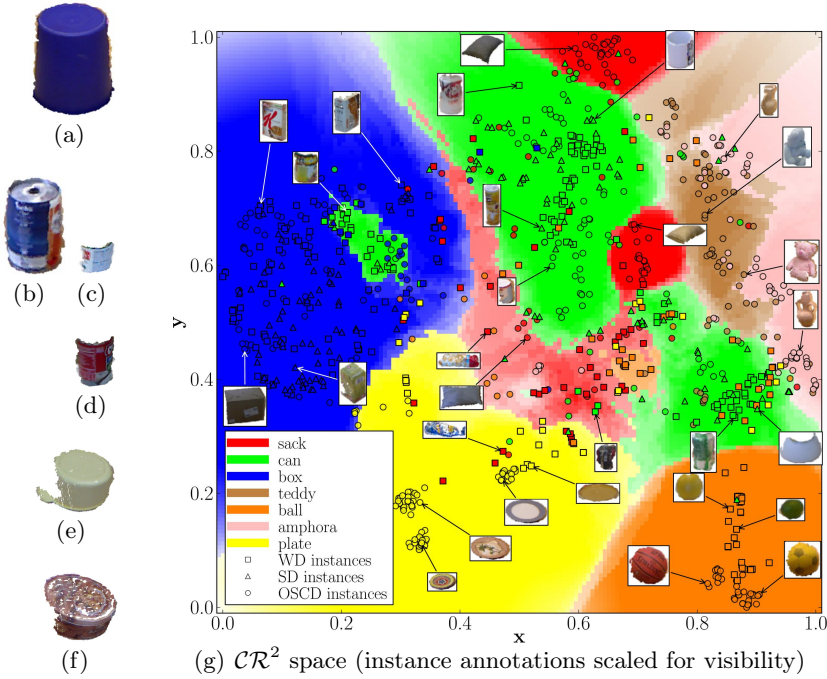 (a)
(b)
(c)
(d)
(e)
(f)
y
1.0
0.8
0.6
0.4
0.2
0.0
sack
can
box
teddy
ball
amphora
plate
WD instances
SD instances
OSCD instances
0.0
0.2
0.4
0.6
0.8
1.0
x
(g) CR² space (instance annotations scaled for visibility)